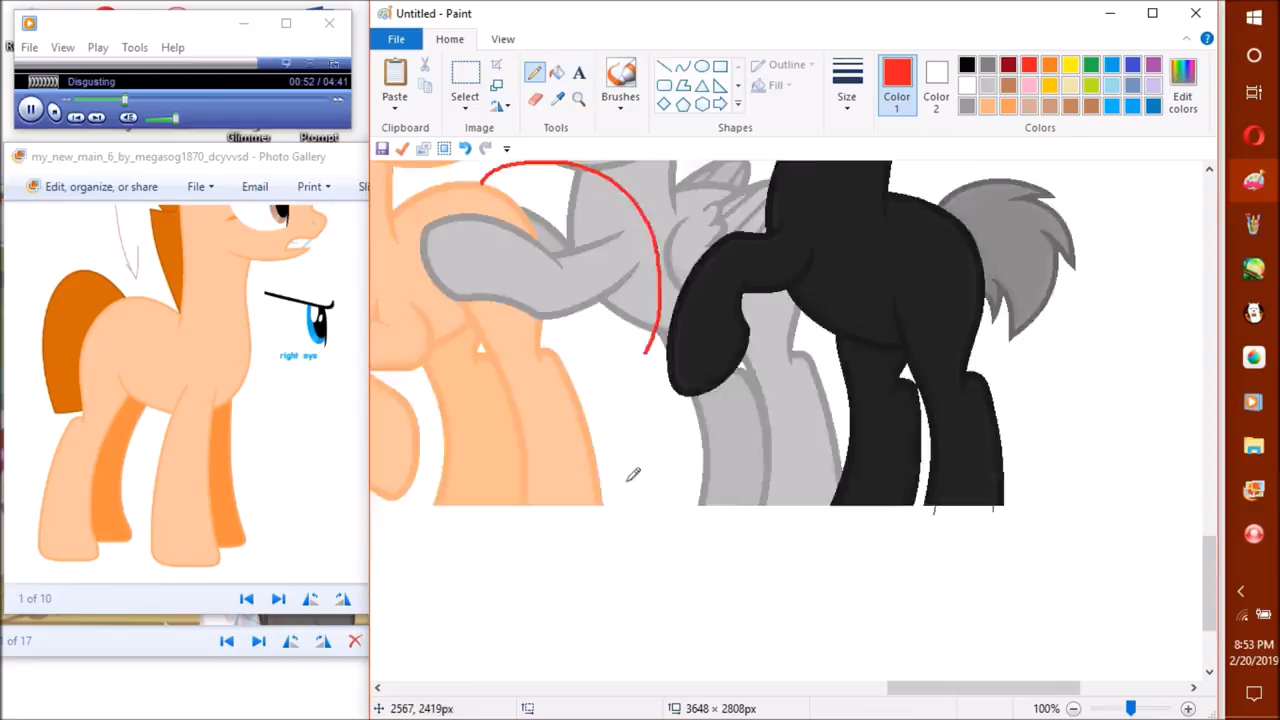 File View Play Tools Help
Disgusting 00:52 / 04:41
Glimmer Prompt
my_new_main_6_by_megasog1870_dcyvvsd - Photo Gallery
Edit, organize, or share File Email Print
right eye
1 of 10
of 17
Untitled - Paint
File Home View
Paste Select Brushes Size Color 1 Color 2 Edit colors
Outline
Fill
Clipboard Image Tools Shapes Colors
2567, 2419px 3648 × 2808px 100%
8:53 PM
2/20/2019